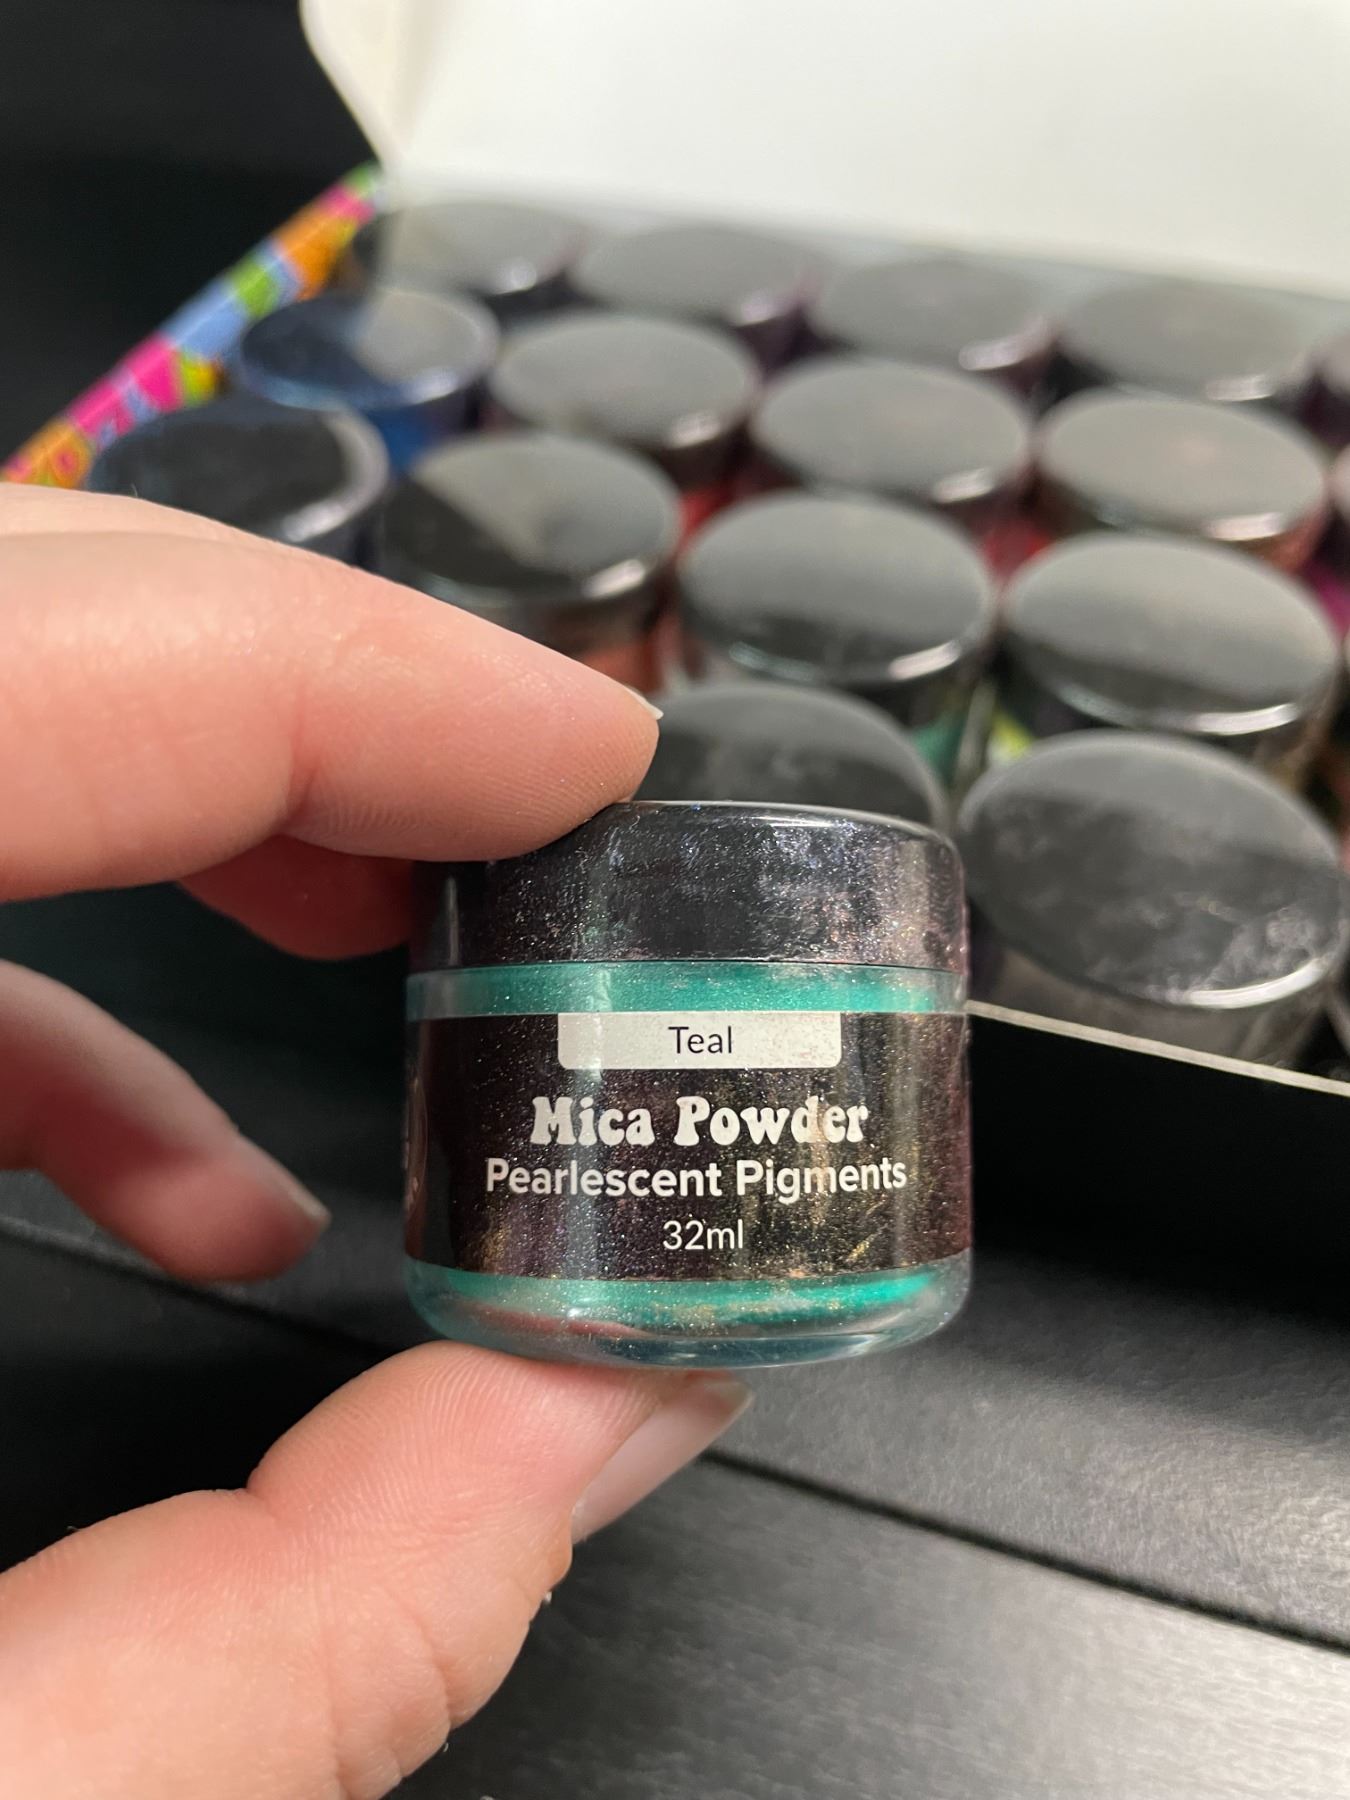 Teal
Mica Powder
Pearlescent Pigments
32ml